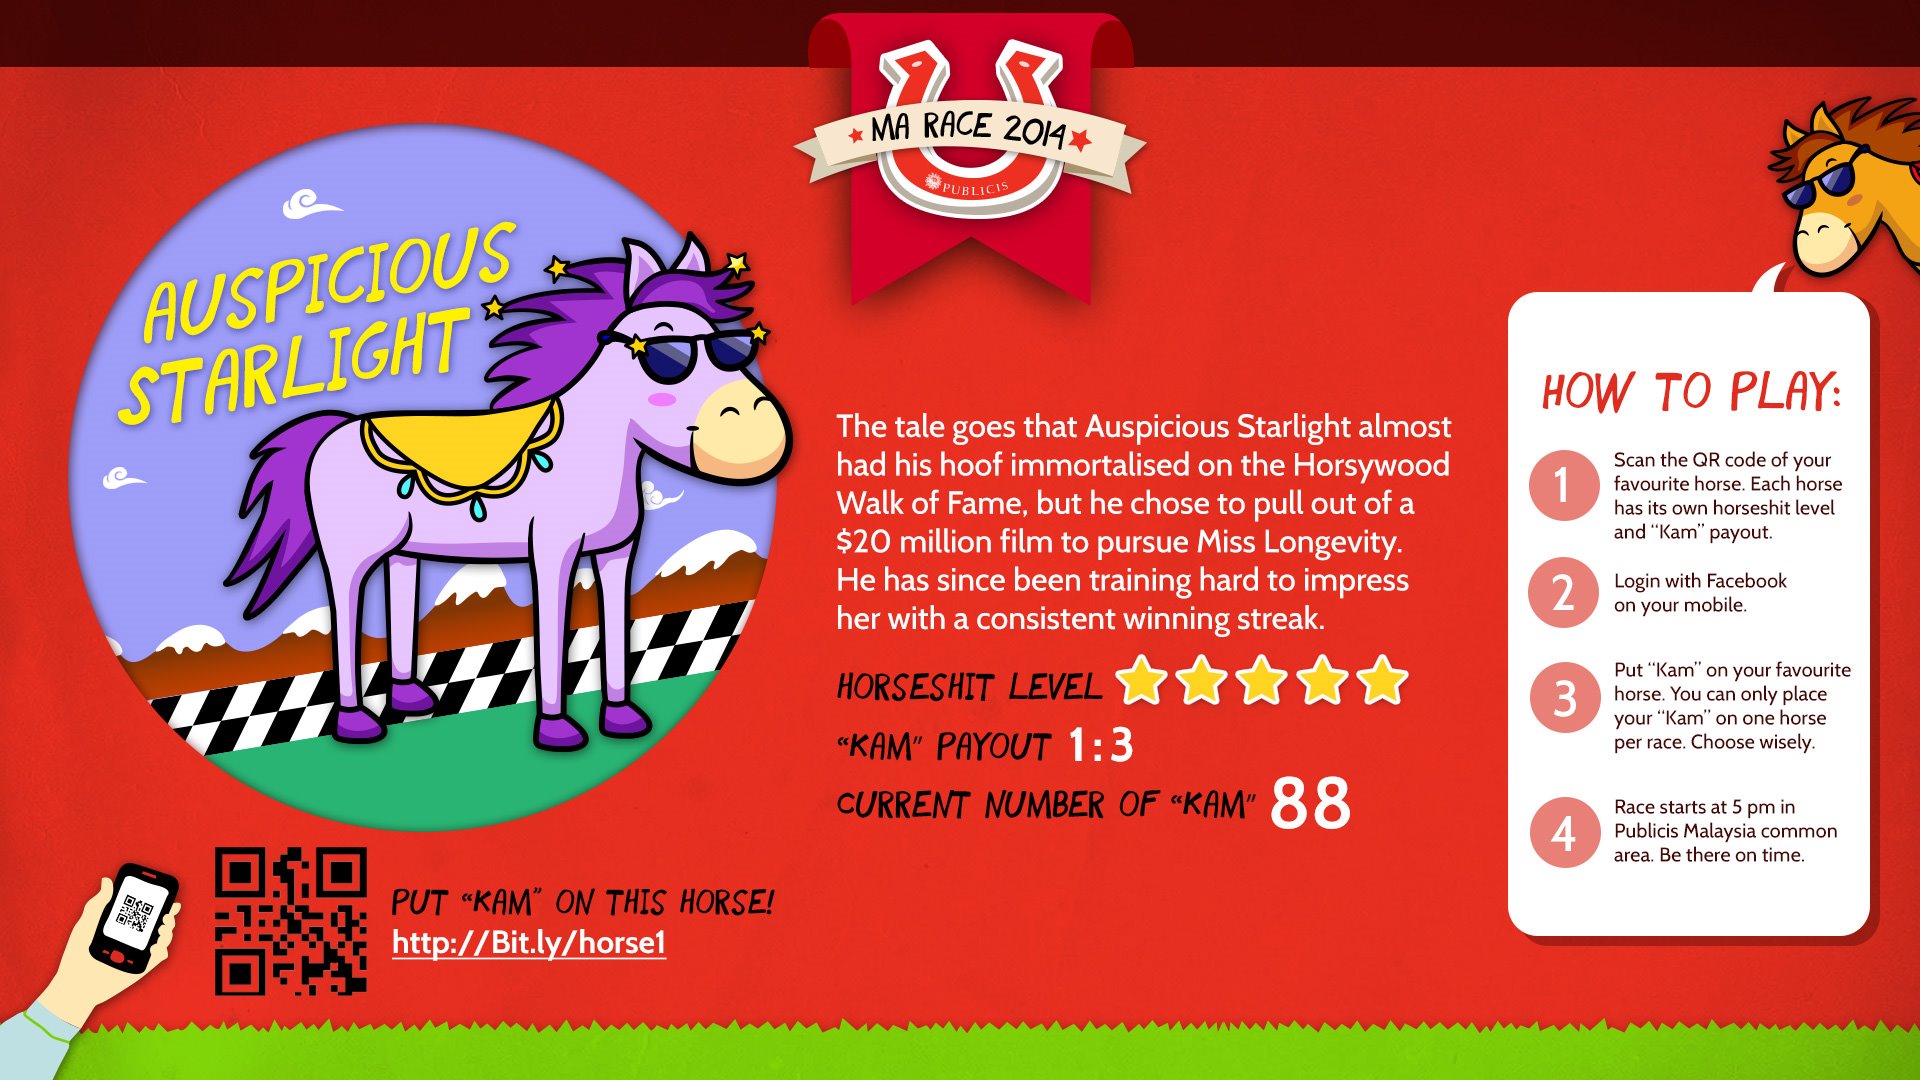 MA RACE 2014
PUBLICIS
AUSPICIOUS
STARLIGHT
The tale goes that Auspicious Starlight almost
had his hoof immortalised on the Horsywood
Walk of Fame, but he chose to pull out of a
$20 million film to pursue Miss Longevity.
He has since been training hard to impress
her with a consistent winning streak.
HORSESHIT LEVEL
“KAM” PAYOUT 1:3
CURRENT NUMBER OF “KAM” 88
PUT “KAM” ON THIS HORSE!
http://Bit.ly/horse1
HOW TO PLAY:
1
Scan the QR code of your
favourite horse. Each horse
has its own horseshit level
and “Kam” payout.
2
Login with Facebook
on your mobile.
3
Put “Kam” on your favourite
horse. You can only place
your “Kam” on one horse
per race. Choose wisely.
4
Race starts at 5 pm in
Publicis Malaysia common
area. Be there on time.